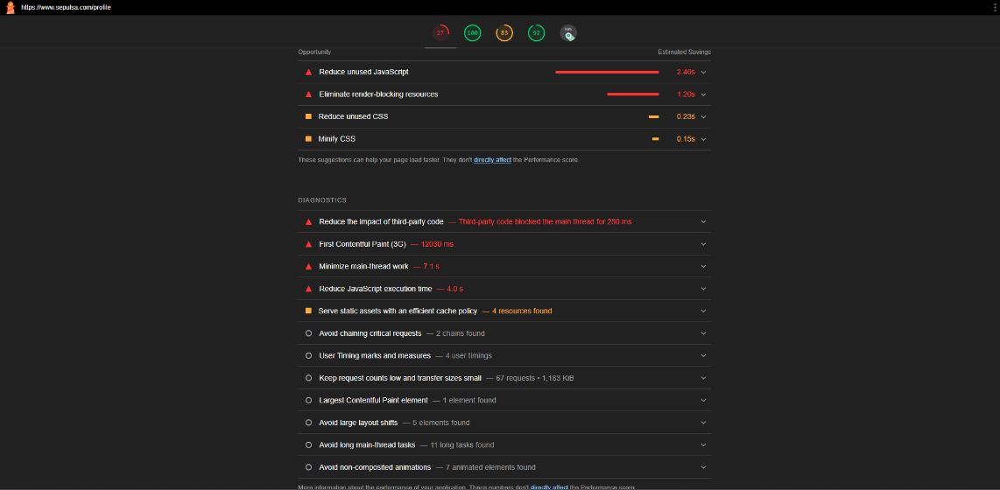 https://www.sepulsa.com/profile
27 100 83 92 PWA
Opportunity Estimated Savings
Reduce unused JavaScript 2.40s
Eliminate render-blocking resources 1.20s
Reduce unused CSS 0.23s
Minify CSS 0.15s
These suggestions can help your page load faster. They don't directly affect the Performance score.
DIAGNOSTICS
Reduce the impact of third-party code — Third-party code blocked the main thread for 250 ms
First Contentful Paint (3G) — 12030 ms
Minimize main-thread work — 7.1 s
Reduce JavaScript execution time — 4.0 s
Serve static assets with an efficient cache policy — 4 resources found
Avoid chaining critical requests — 2 chains found
User Timing marks and measures — 4 user timings
Keep request counts low and transfer sizes small — 67 requests • 1,183 KiB
Largest Contentful Paint element — 1 element found
Avoid large layout shifts — 5 elements found
Avoid long main-thread tasks — 11 long tasks found
Avoid non-composited animations — 7 animated elements found
More information about the performance of your application. These numbers don't directly affect the Performance score.